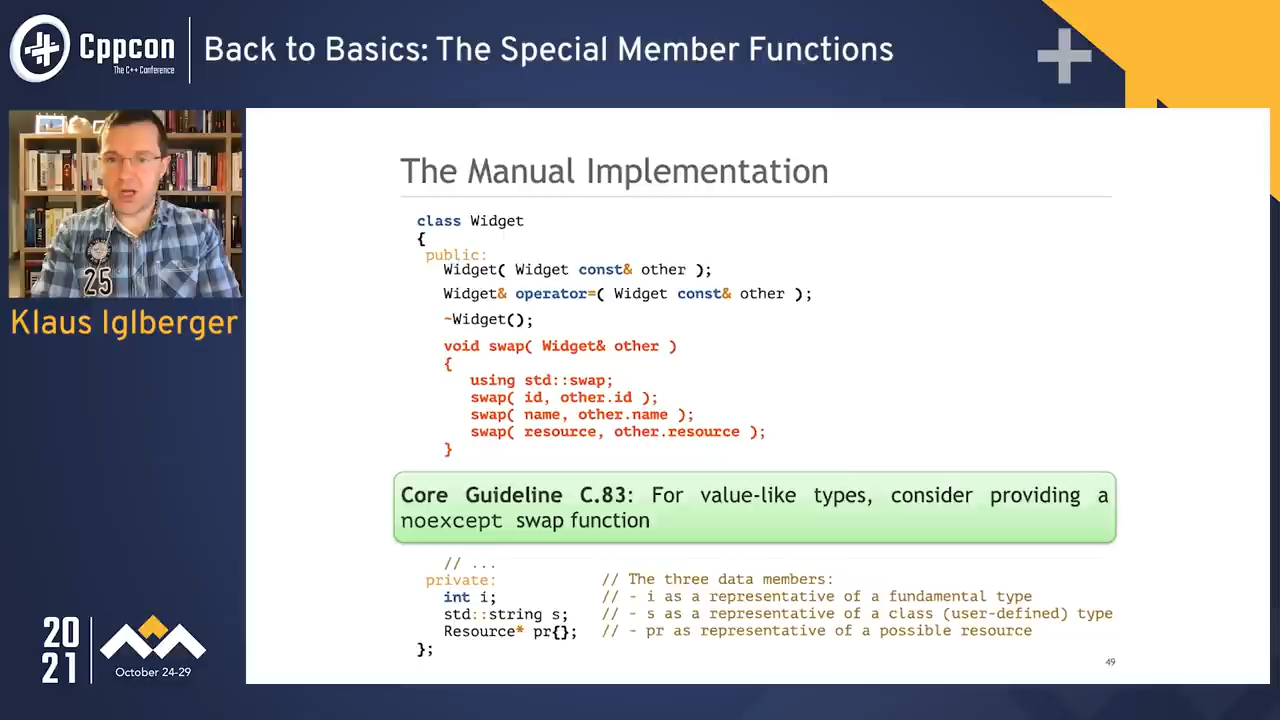 Cppcon
The C++ Conference
Back to Basics: The Special Member Functions
25
Klaus Iglberger
20
21
October 24-29
The Manual Implementation
class Widget
{
public:
Widget( Widget const& other );
Widget& operator=( Widget const& other );
~Widget();
void swap( Widget& other )
{
using std::swap;
swap( id, other.id );
swap( name, other.name );
swap( resource, other.resource );
}
Core Guideline C.83: For value-like types, consider providing a
noexcept swap function
// ...
private: // The three data members:
int i; // - i as a representative of a fundamental type
std::string s; // - s as a representative of a class (user-defined) type
Resource* pr{}; // - pr as representative of a possible resource
};
49